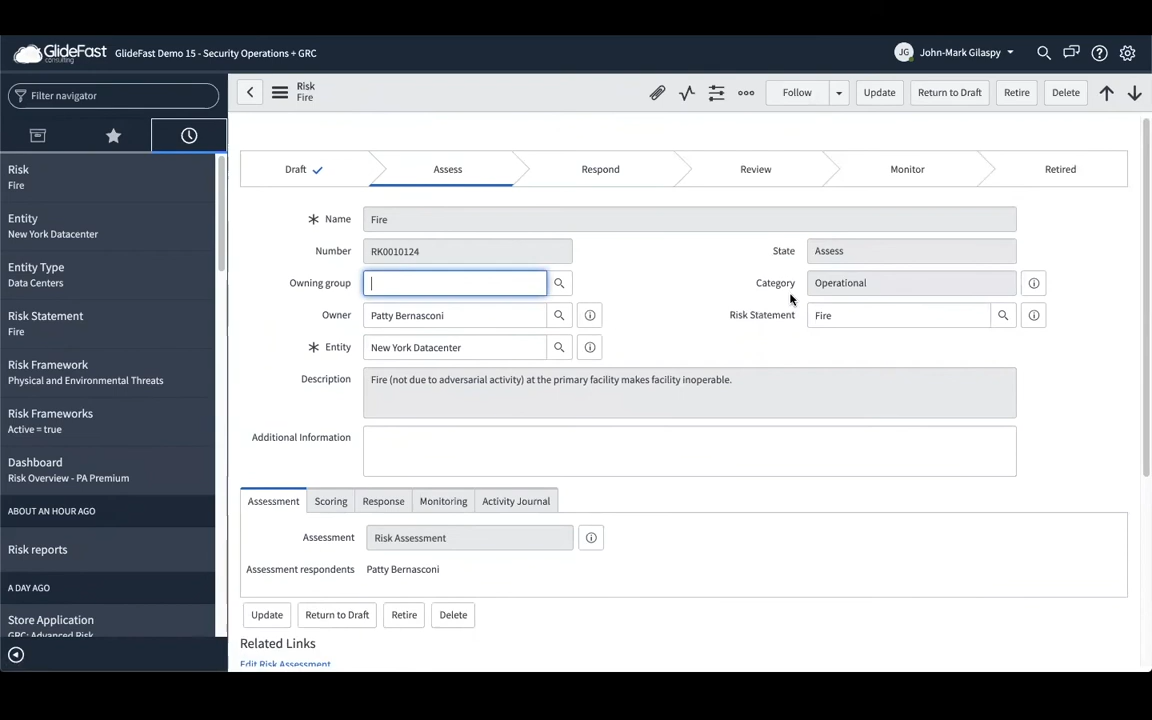 GlideFast
consulting
GlideFast Demo 15 - Security Operations + GRC
JG John-Mark Gilaspy
Filter navigator
Risk
Fire
Entity
New York Datacenter
Entity Type
Data Centers
Risk Statement
Fire
Risk Framework
Physical and Environmental Threats
Risk Frameworks
Active = true
Dashboard
Risk Overview - PA Premium
ABOUT AN HOUR AGO
Risk reports
A DAY AGO
Store Application
GRC: Advanced Risk
Risk
Fire
Follow Update Return to Draft Retire Delete
Draft Assess Respond Review Monitor Retired
Name Fire
Number RK0010124 State Assess
Owning group Category Operational
Owner Patty Bernasconi Risk Statement Fire
Entity New York Datacenter
Description Fire (not due to adversarial activity) at the primary facility makes facility inoperable.
Additional Information
Assessment Scoring Response Monitoring Activity Journal
Assessment Risk Assessment
Assessment respondents Patty Bernasconi
Update Return to Draft Retire Delete
Related Links
Edit Risk Assessment